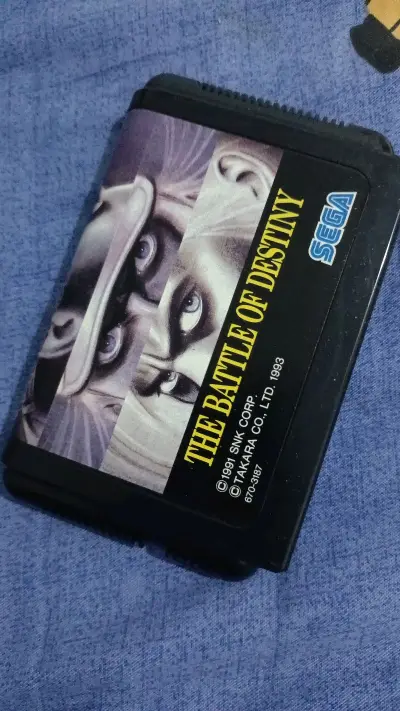 SEGA
THE BATTLE OF DESTINY
©1991 SNK CORP.
©TAKARA CO., LTD. 1993
670-3187